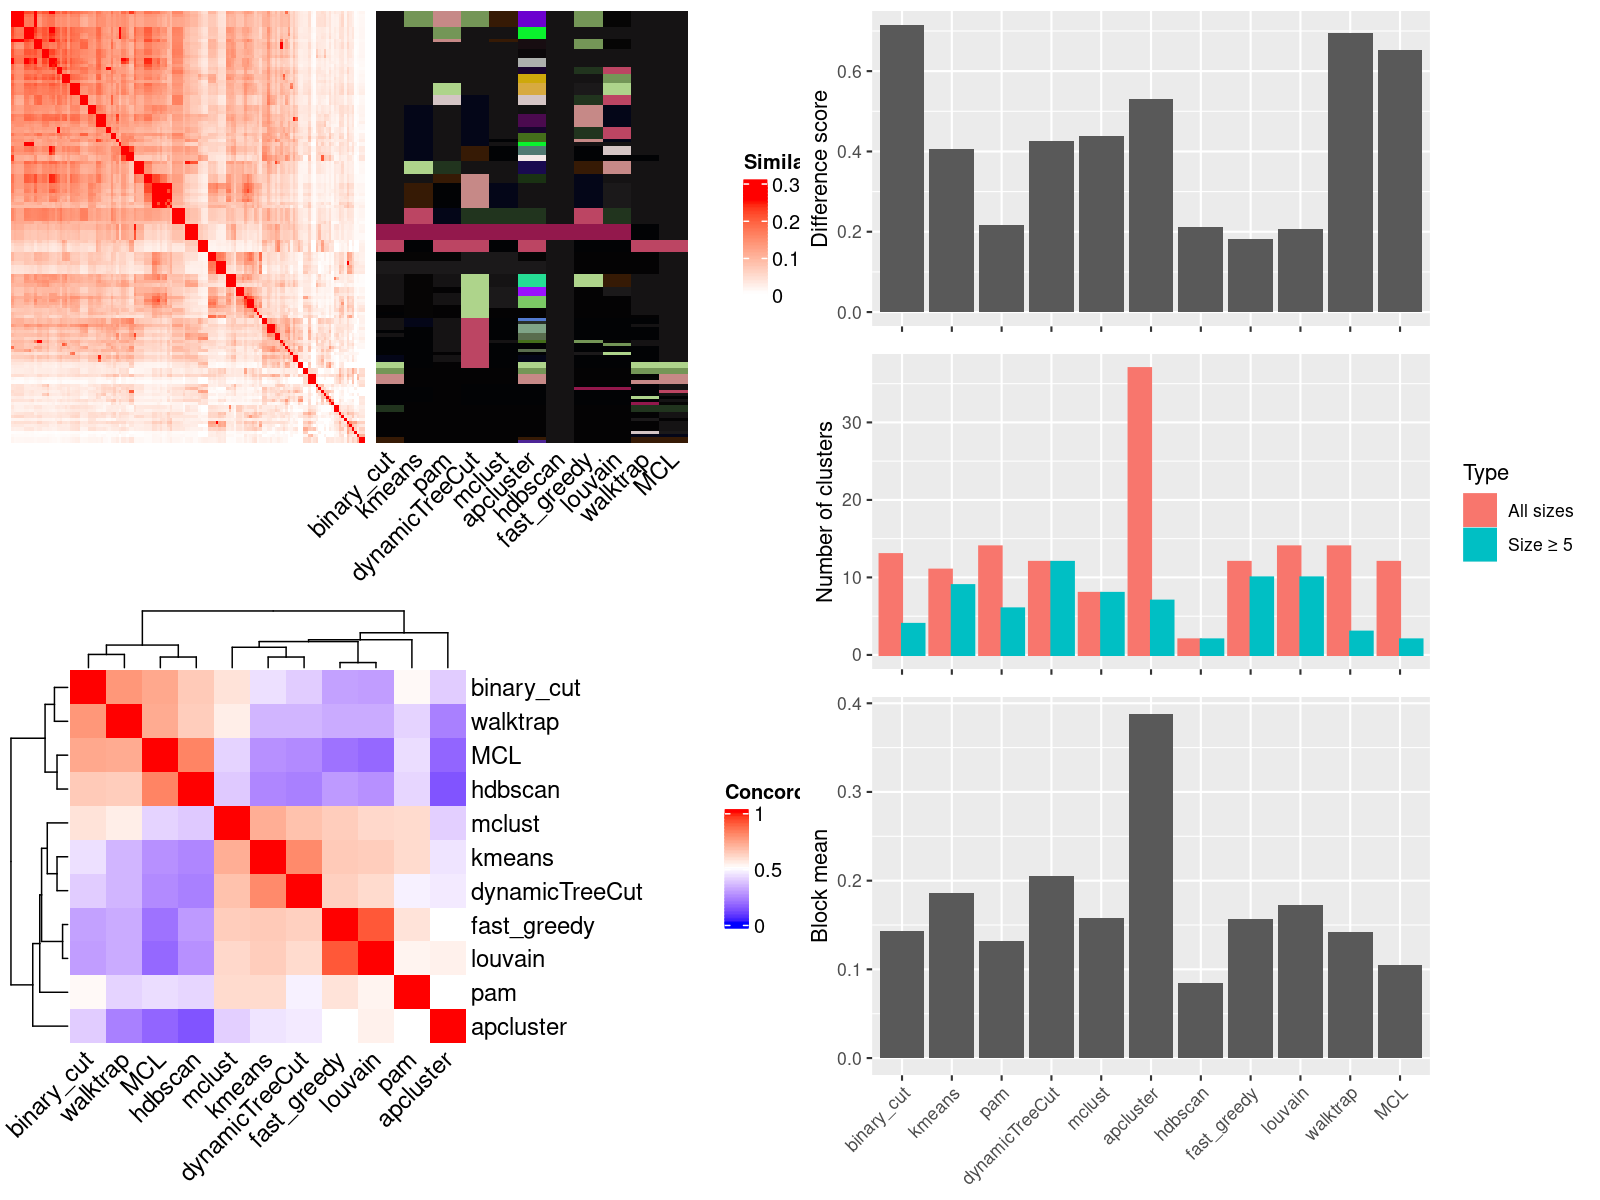 Simila
0.3
0.2
0.1
0
binary_cut
kmeans
pam
dynamicTreeCut
mclust
apcluster
hdbscan
fast_greedy
louvain
walktrap
MCL
binary_cut
walktrap
MCL
hdbscan
mclust
kmeans
dynamicTreeCut
fast_greedy
louvain
pam
apcluster
binary_cut
walktrap
MCL
hdbscan
mclust
kmeans
dynamicTreeCut
fast_greedy
louvain
pam
apcluster
Concord
1
0.5
0
Difference score
0.6
0.4
0.2
0.0
Number of clusters
30
20
10
0
Type
All sizes
Size ≥ 5
Block mean
0.4
0.3
0.2
0.1
0.0
binary_cut
kmeans
pam
dynamicTreeCut
mclust
apcluster
hdbscan
fast_greedy
louvain
walktrap
MCL